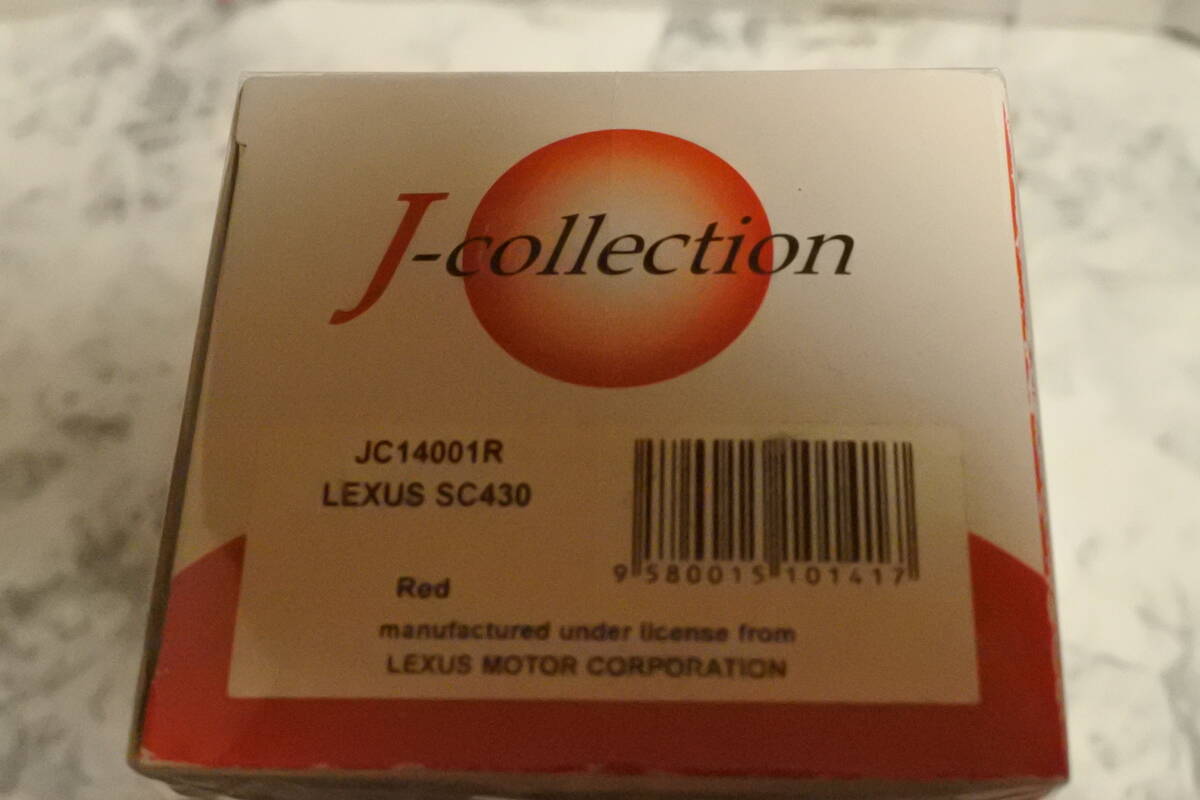 J-collection
JC14001R
LEXUS SC430
Red
9 580015 101417
manufactured under license from
LEXUS MOTOR CORPORATION